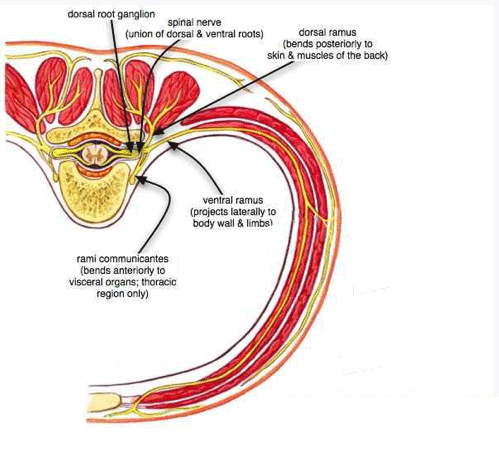 dorsal root ganglion
spinal nerve
(union of dorsal & ventral roots)
dorsal ramus
(bends posteriorly to
skin & muscles of the back)
ventral ramus
(projects laterally to
body wall & limbs)
rami communicantes
(bends anteriorly to
visceral organs; thoracic
region only)